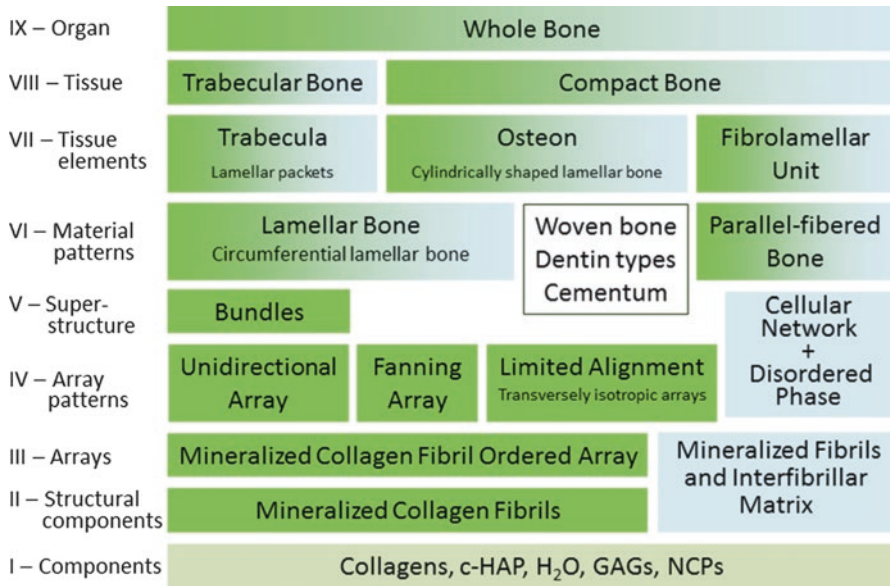 IX – Organ
Whole Bone
VIII – Tissue
Trabecular Bone
Compact Bone
VII – Tissue
elements
Trabecula
Lamellar packets
Osteon
Cylindrically shaped lamellar bone
Fibrolamellar
Unit
VI – Material
patterns
Lamellar Bone
Circumferential lamellar bone
Woven bone
Dentin types
Cementum
Parallel-fibered
Bone
V – Super-
structure
Bundles
Cellular
Network
+
Disordered
Phase
IV – Array
patterns
Unidirectional
Array
Fanning
Array
Limited Alignment
Transversely isotropic arrays
III – Arrays
Mineralized Collagen Fibril Ordered Array
Mineralized Fibrils
and Interfibrillar
Matrix
II – Structural
components
Mineralized Collagen Fibrils
I – Components
Collagens, c-HAP, H₂O, GAGs, NCPs